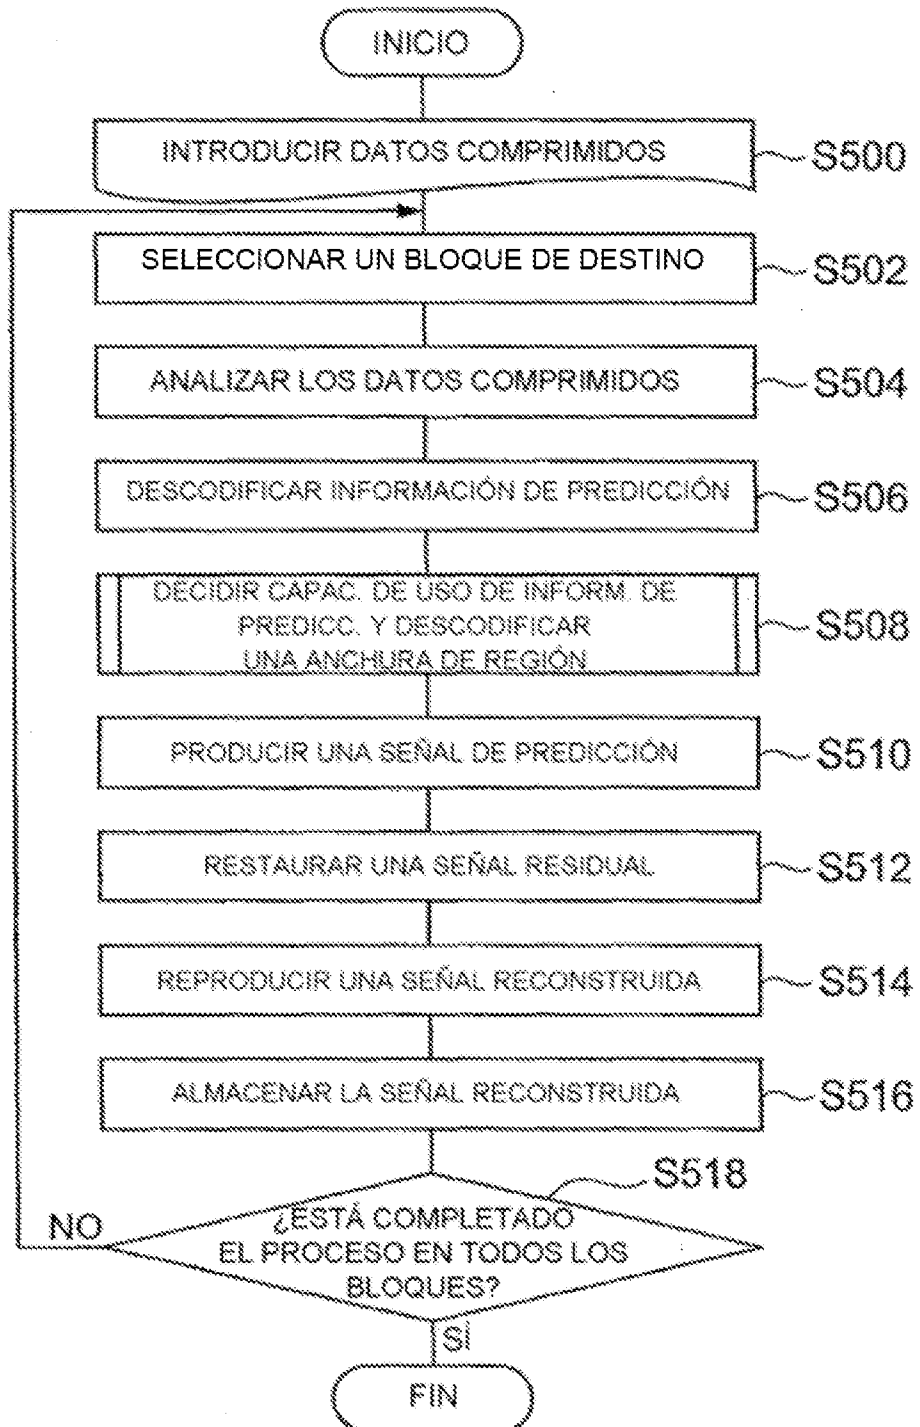 INICIO
INTRODUCIR DATOS COMPRIMIDOS
S500
SELECCIONAR UN BLOQUE DE DESTINO
S502
ANALIZAR LOS DATOS COMPRIMIDOS
S504
DESCODIFICAR INFORMACIÓN DE PREDICCIÓN
S506
DECIDIR CAPAC. DE USO DE INFORM. DE
PREDICC. Y DESCODIFICAR
UNA ANCHURA DE REGIÓN
S508
PRODUCIR UNA SEÑAL DE PREDICCIÓN
S510
RESTAURAR UNA SEÑAL RESIDUAL
S512
REPRODUCIR UNA SEÑAL RECONSTRUIDA
S514
ALMACENAR LA SEÑAL RECONSTRUIDA
S516
S518
NO
¿ESTÁ COMPLETADO
EL PROCESO EN TODOS LOS
BLOQUES?
SÍ
FIN